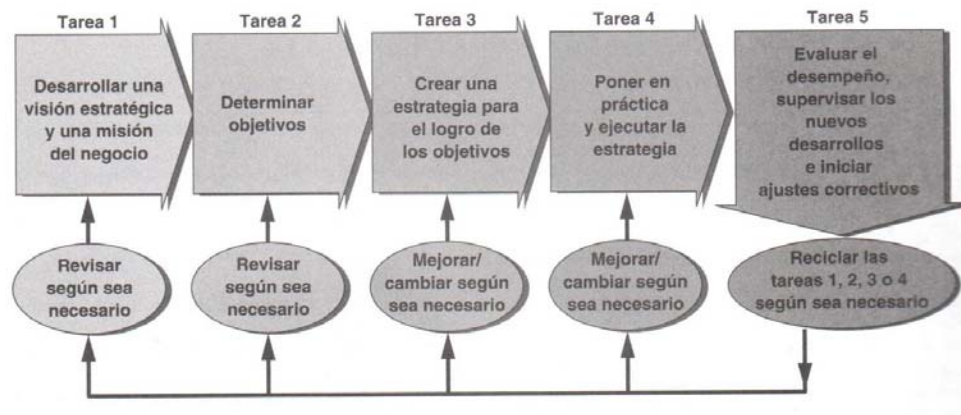 Tarea 1
Desarrollar una
visión estratégica
y una misión
del negocio
Tarea 2
Determinar
objetivos
Tarea 3
Crear una
estrategia para
el logro de
los objetivos
Tarea 4
Poner en
práctica
y ejecutar la
estrategia
Tarea 5
Evaluar el
desempeño,
supervisar los
nuevos
desarrollos
e iniciar
ajustes correctivos
Revisar
según sea
necesario
Revisar
según sea
necesario
Mejorar/
cambiar según
sea necesario
Mejorar/
cambiar según
sea necesario
Reciclar las
tareas 1, 2, 3 o 4
según sea necesario